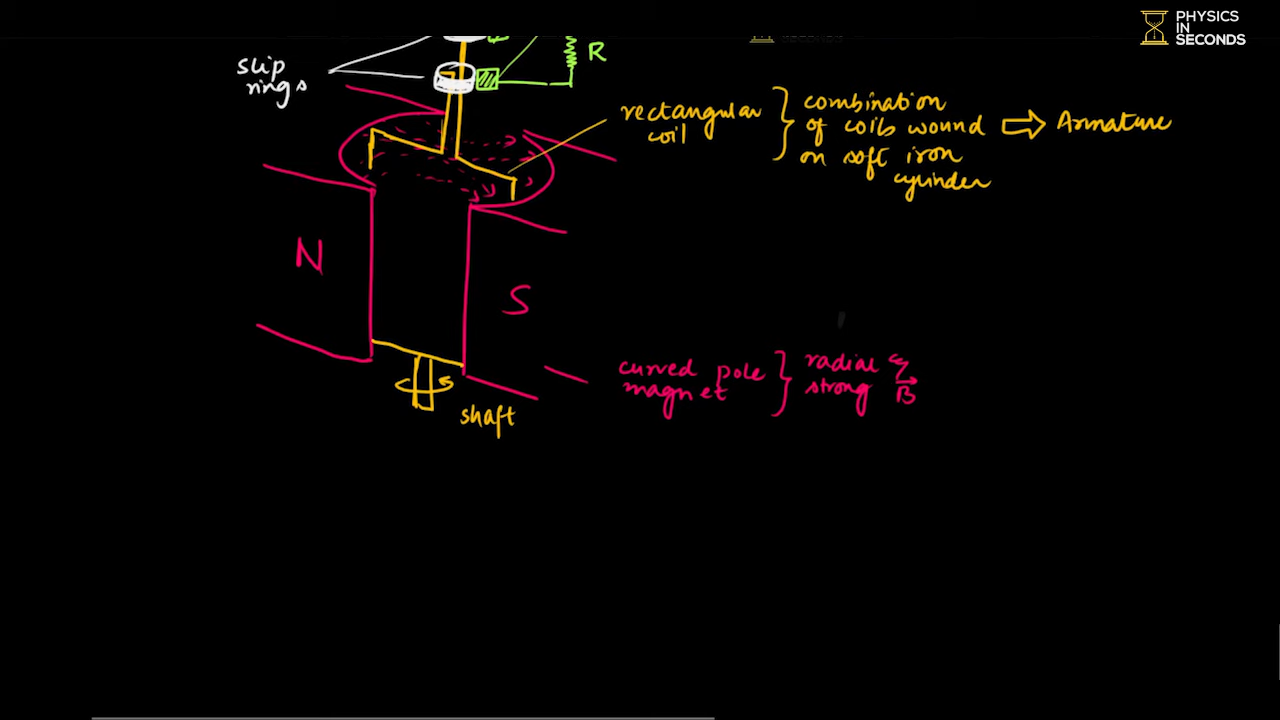 PHYSICS
IN
SECONDS
R
slip
rings
rectangular
coil
combination
of coils wound
on soft iron
cylinder
Armature
N
S
curved pole
magnet
radial &
strong B
shaft